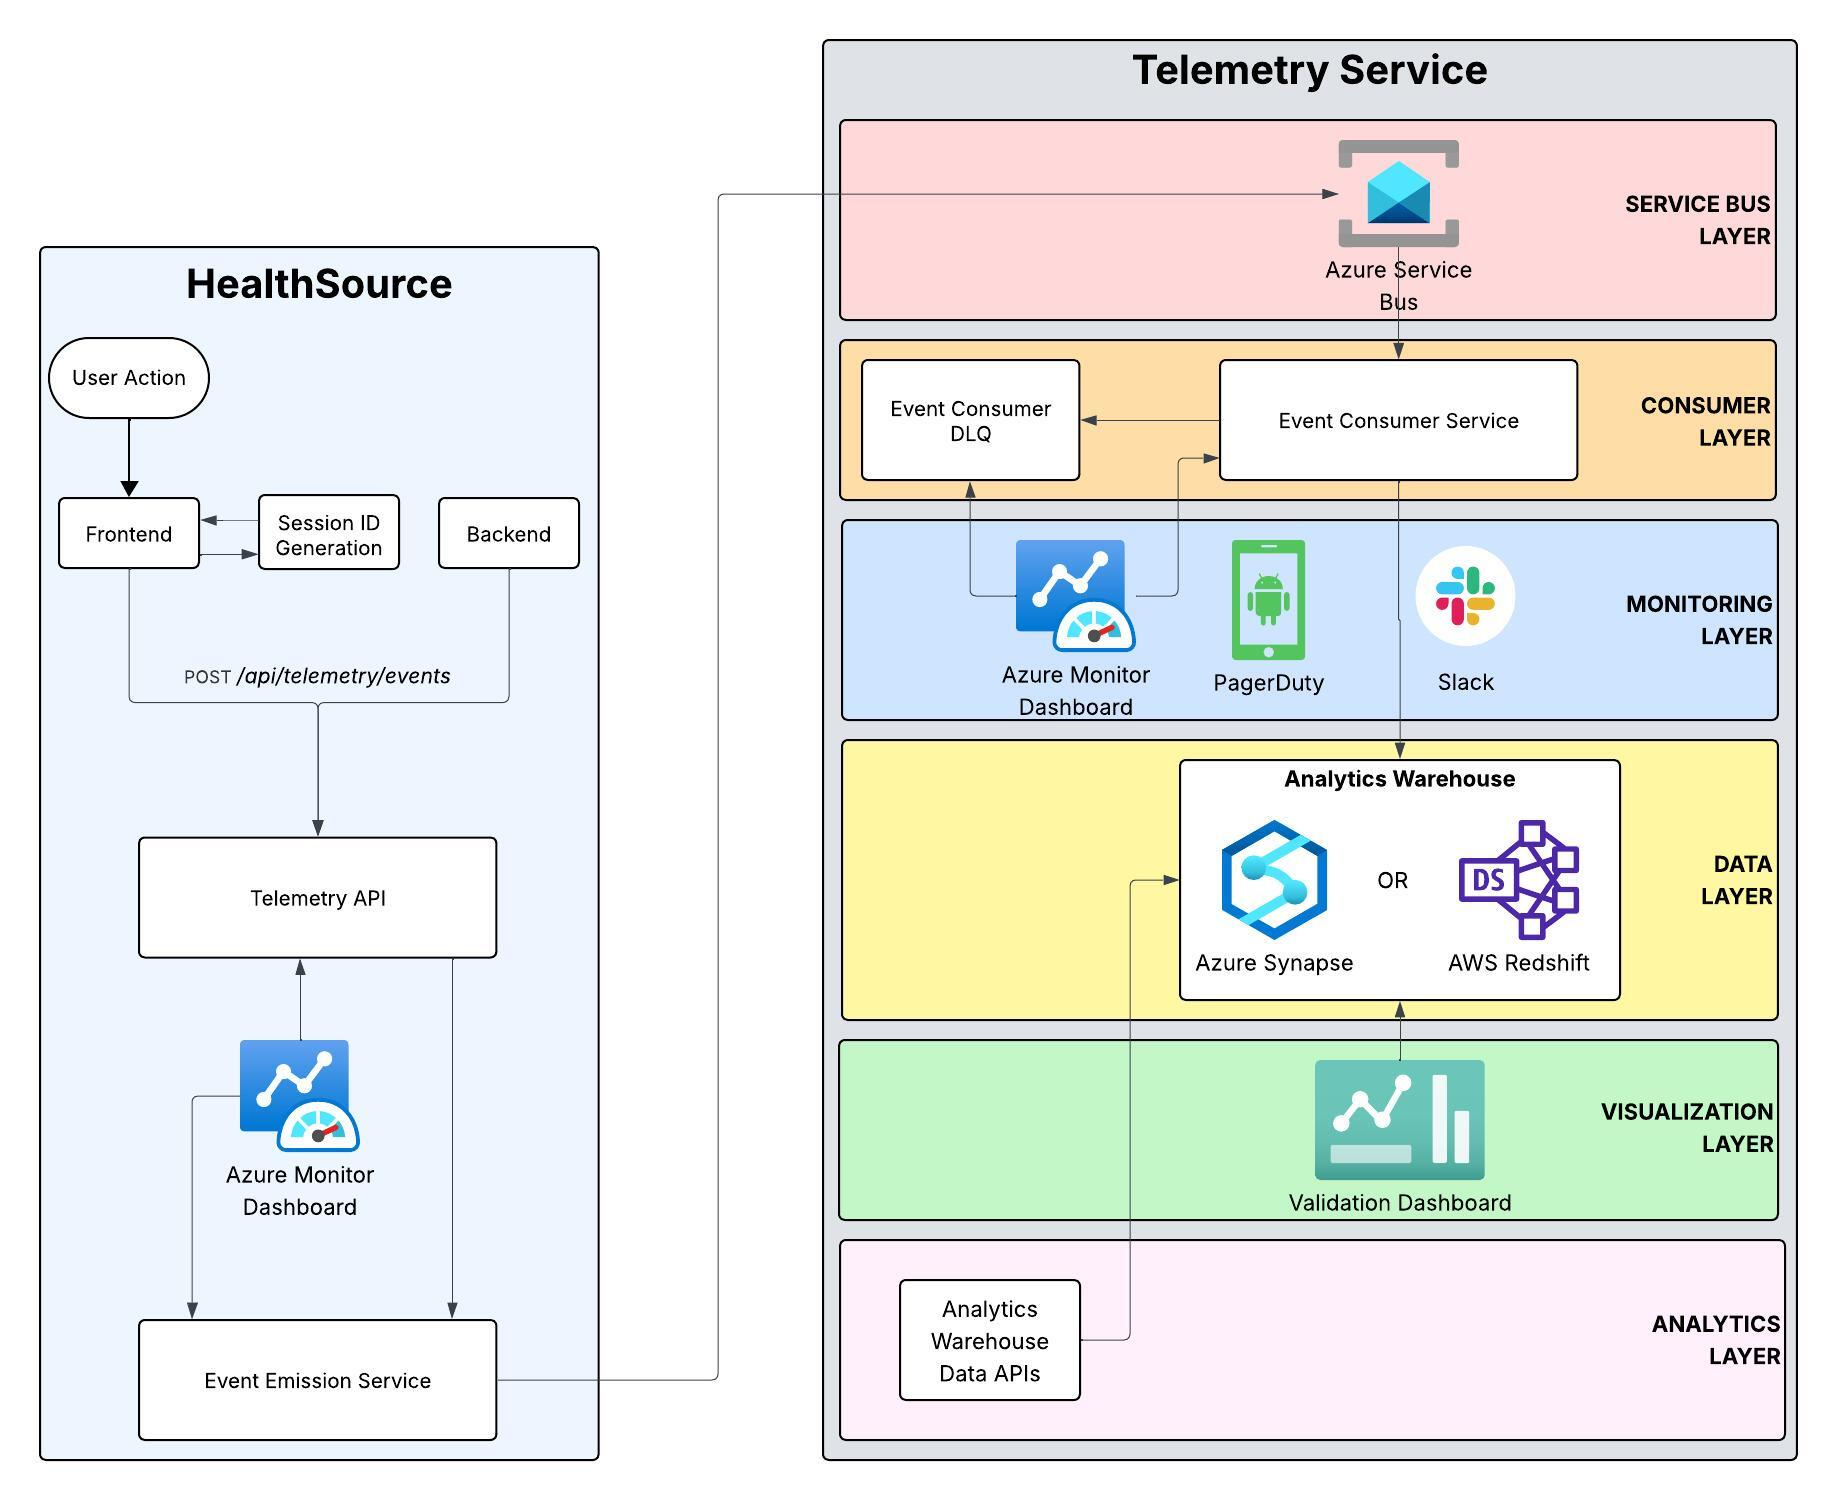 Telemetry Service
SERVICE BUS
LAYER
Azure Service
Bus
HealthSource
User Action
Frontend
Session ID
Generation
Backend
POST /api/telemetry/events
Telemetry API
Azure Monitor
Dashboard
Event Emission Service
Event Consumer
DLQ
Event Consumer Service
CONSUMER
LAYER
Azure Monitor
Dashboard
PagerDuty
Slack
MONITORING
LAYER
Analytics Warehouse
Azure Synapse
OR
DS
AWS Redshift
DATA
LAYER
Validation Dashboard
VISUALIZATION
LAYER
Analytics
Warehouse
Data APIs
ANALYTICS
LAYER